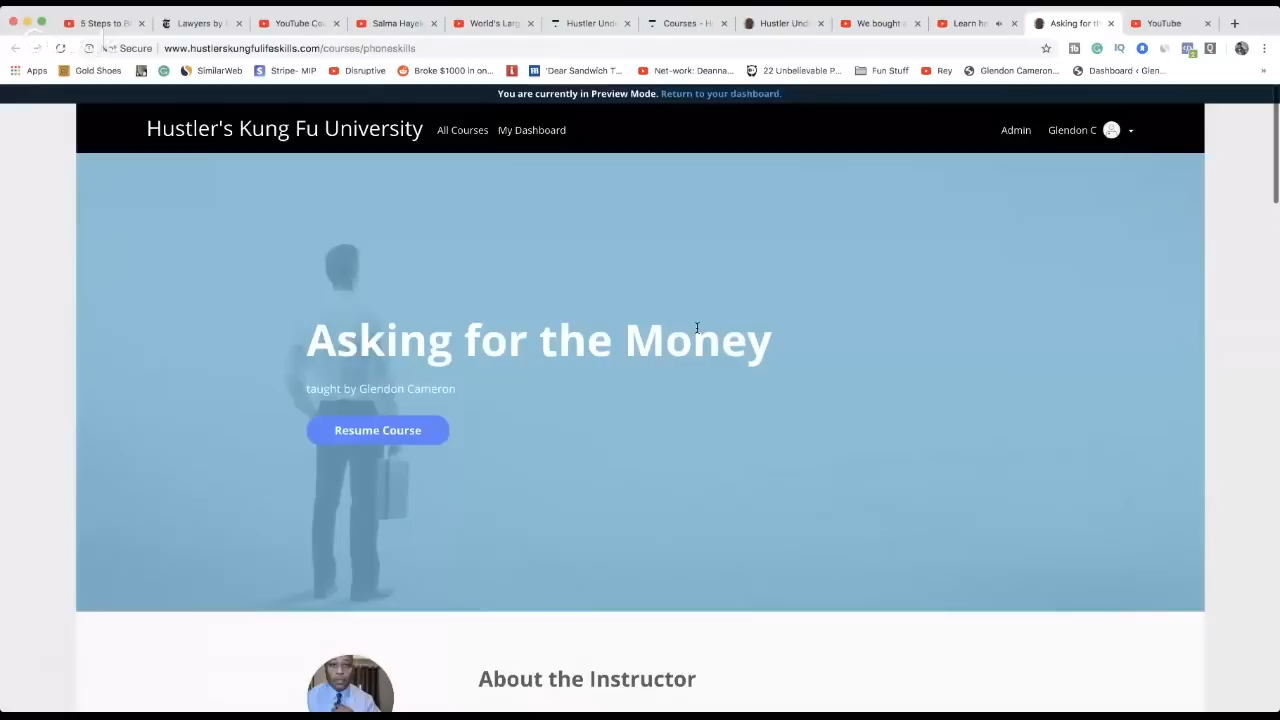 5 Steps to B
Lawyers by
YouTube Co
Salma Hayek
World's Larg
Hustler Und
Courses - H
Hustler Und
We bought a
Learn h
Asking for th
YouTube
Not Secure
www.hustlerskungfulifeskills.com/courses/phoneskills
Apps
Gold Shoes
SimilarWeb
Stripe- MIP
Disruptive
Broke $1000 in on...
'Dear Sandwich T...
Net-work: Deanna...
22 Unbelievable P...
Fun Stuff
Rey
Glendon Cameron...
Dashboard ‹ Glen...
»
You are currently in Preview Mode. Return to your dashboard.
Hustler's Kung Fu University
All Courses
My Dashboard
Admin
Glendon C
Asking for the Money
taught by Glendon Cameron
Resume Course
About the Instructor